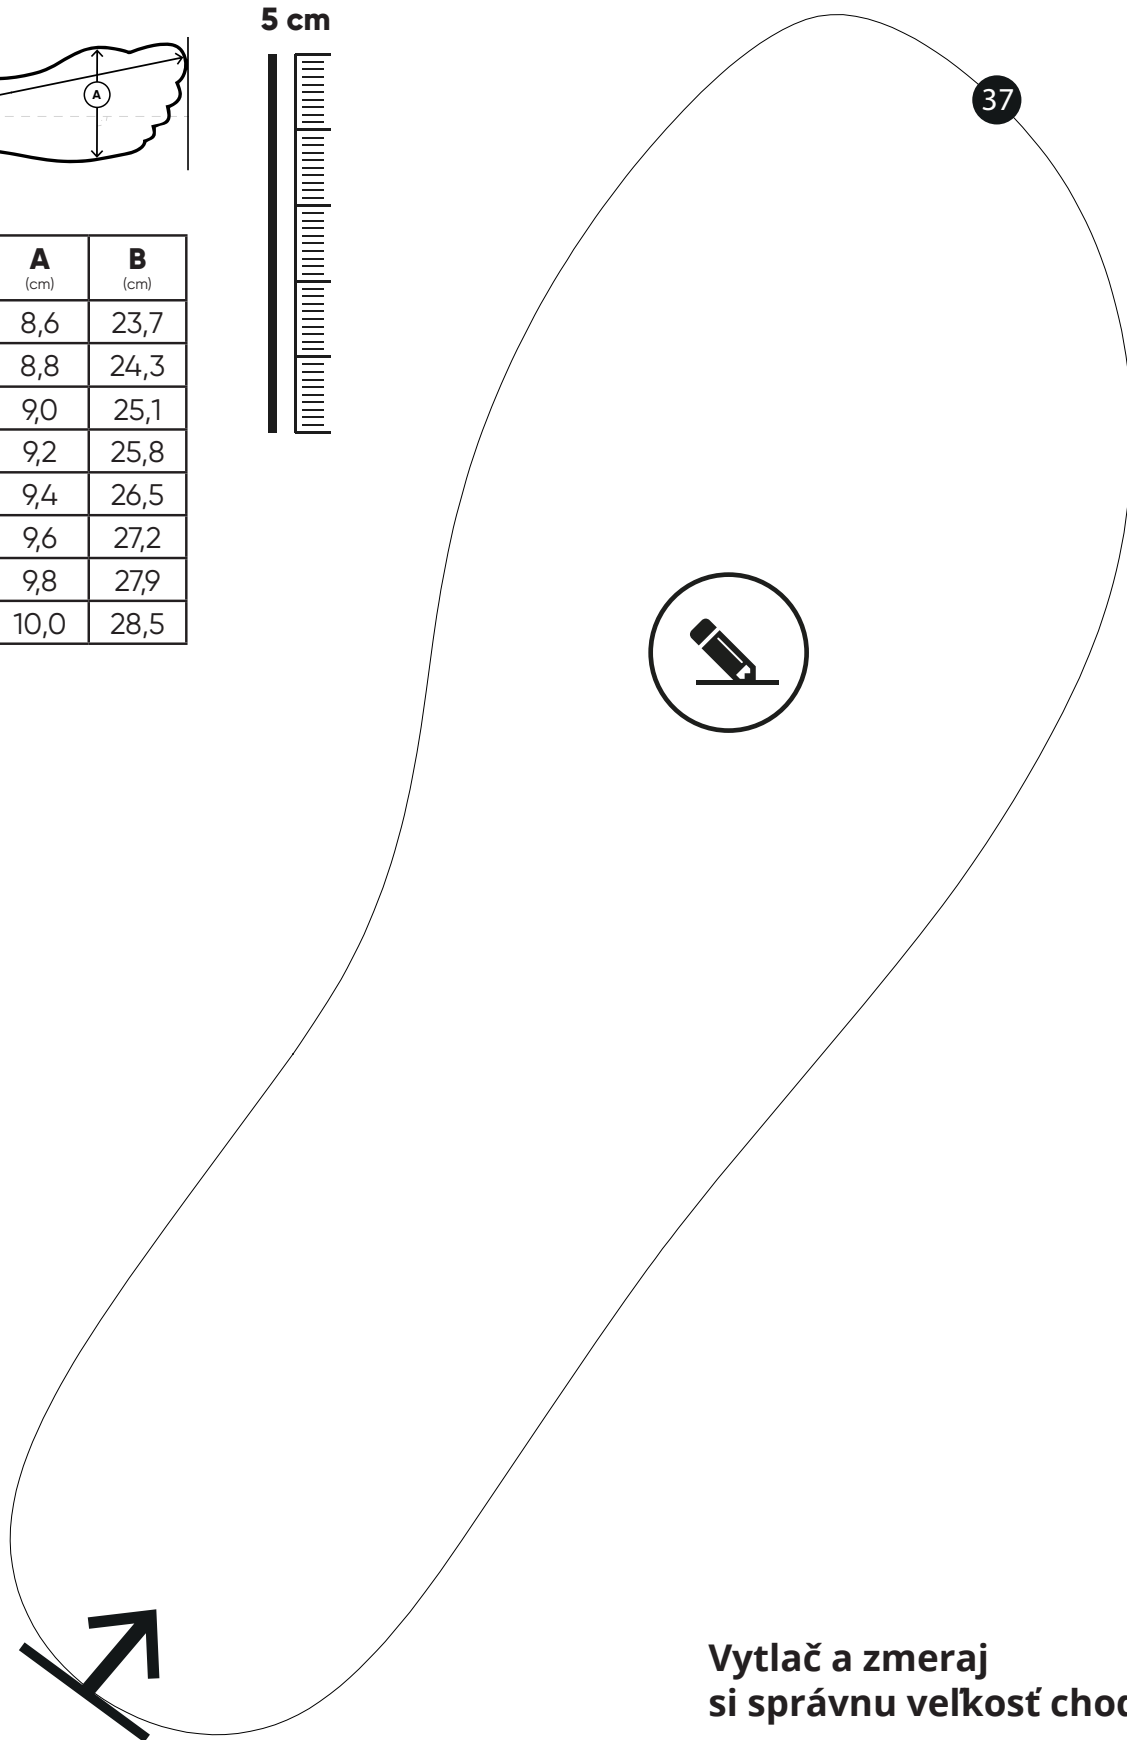 5 cm
37
A
A B
(cm) (cm)
8,6 23,7
8,8 24,3
9,0 25,1
9,2 25,8
9,4 26,5
9,6 27,2
9,8 27,9
10,0 28,5
Vytlač a zmeraj
si správnu veľkosť